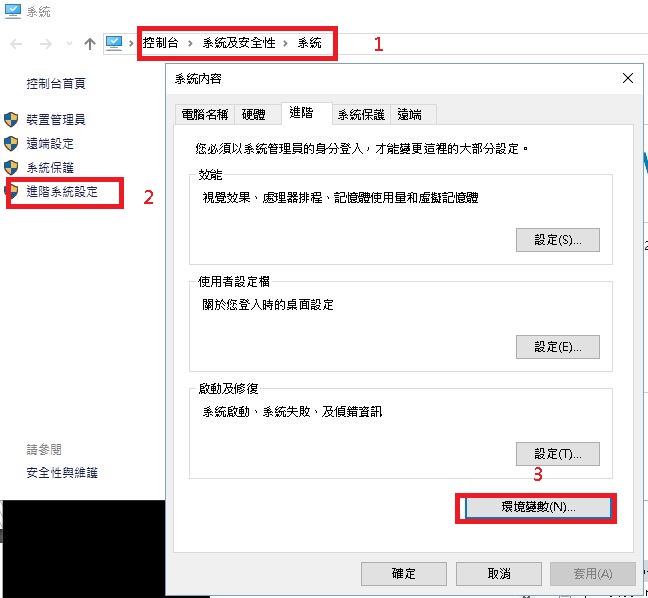 系統
控制台 › 系統及安全性 › 系統
1
控制台首頁
裝置管理員
遠端設定
系統保護
進階系統設定
2
請參閱
安全性與維護
系統內容
電腦名稱 硬體 進階 系統保護 遠端
您必須以系統管理員的身分登入，才能變更這裡的大部分設定。
效能
視覺效果、處理器排程、記憶體使用量和虛擬記憶體
設定(S)...
使用者設定檔
關於您登入時的桌面設定
設定(E)...
啟動及修復
系統啟動、系統失敗、及偵錯資訊
設定(T)...
3
環境變數(N)...
確定 取消 套用(A)